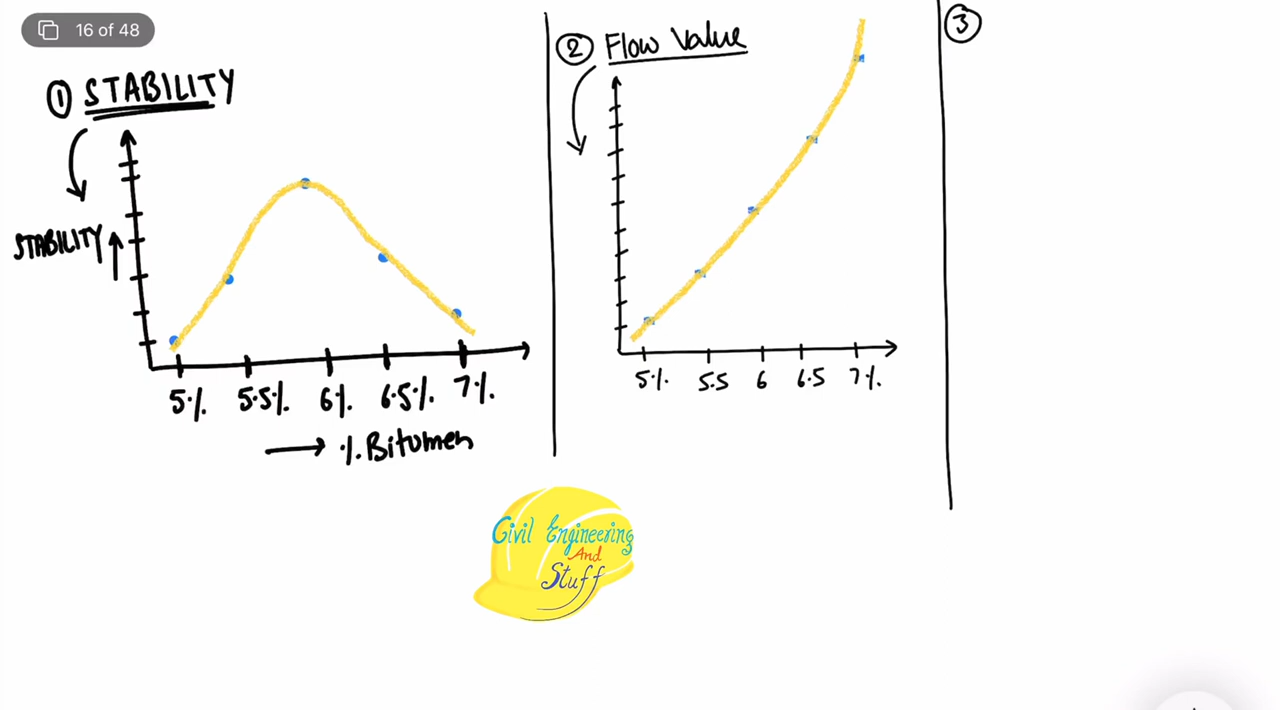 16 of 48
① STABILITY
STABILITY
5%. 5.5%. 6%. 6.5%. 7%.
%. Bitumen
② Flow Value
5%. 5.5 6 6.5 7%.
③
Civil Engineering
And
Stuff